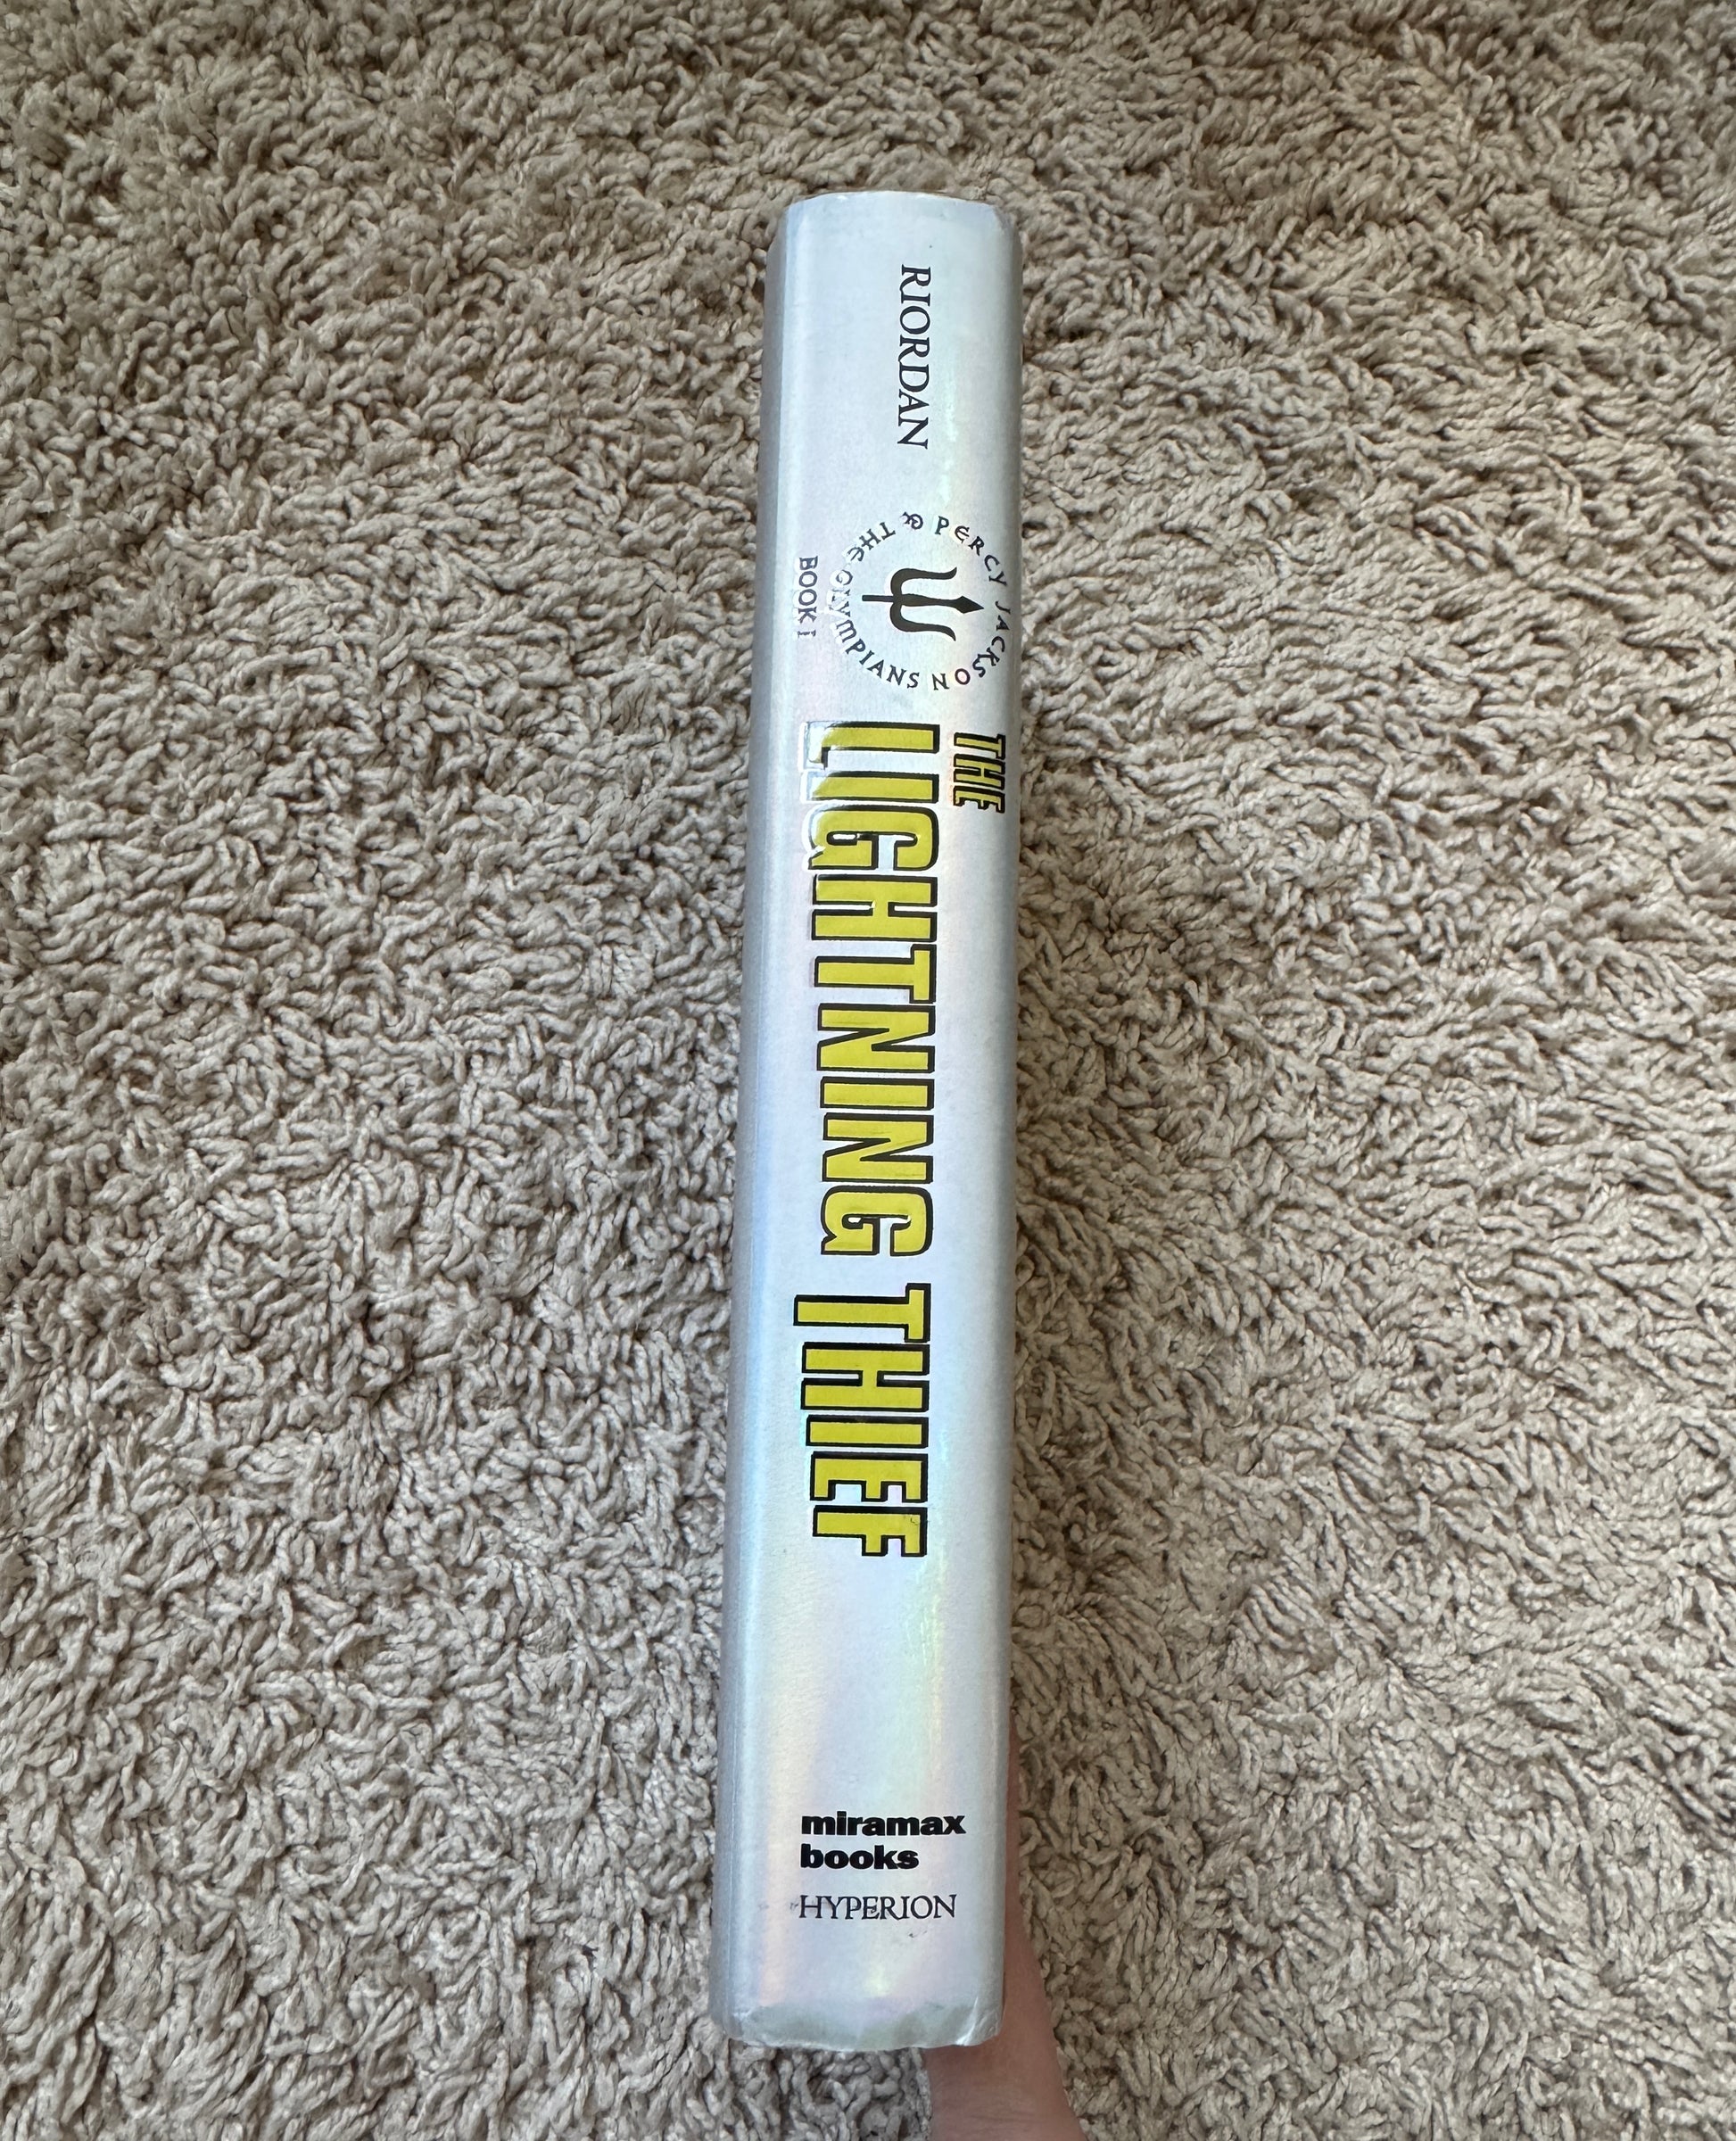 RIORDAN
PERCY JACKSON & THE OLYMPIANS
BOOK I
THE
LIGHTNING THIEF
miramax
books
HYPERION